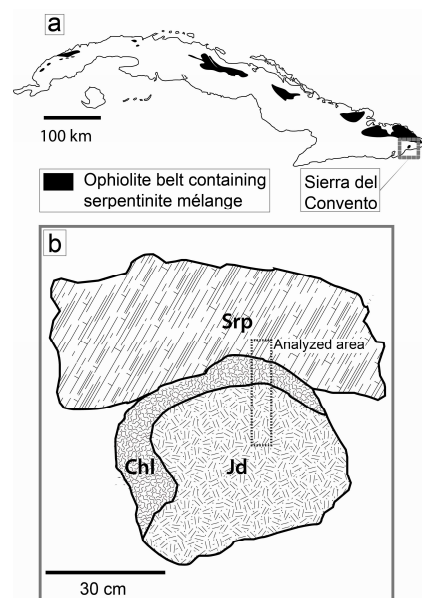 a
100 km
Ophiolite belt containing
serpentinite mélange
Sierra del
Convento
b
Srp
Analyzed area
Chl
Jd
30 cm